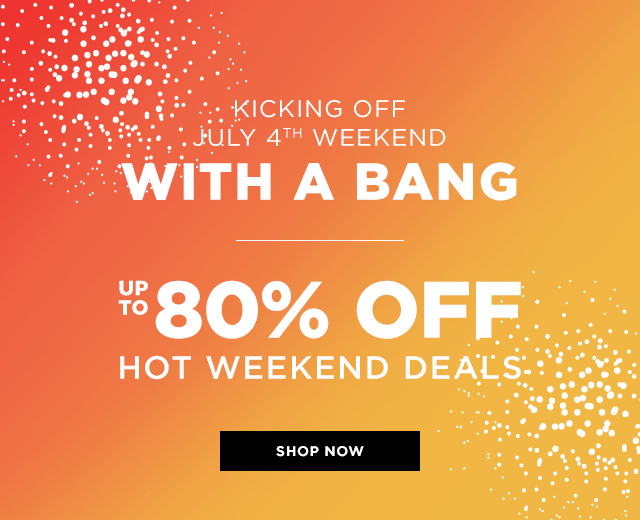 KICKING OFF
JULY 4TH WEEKEND
WITH A BANG
UP TO 80% OFF
HOT WEEKEND DEALS
SHOP NOW